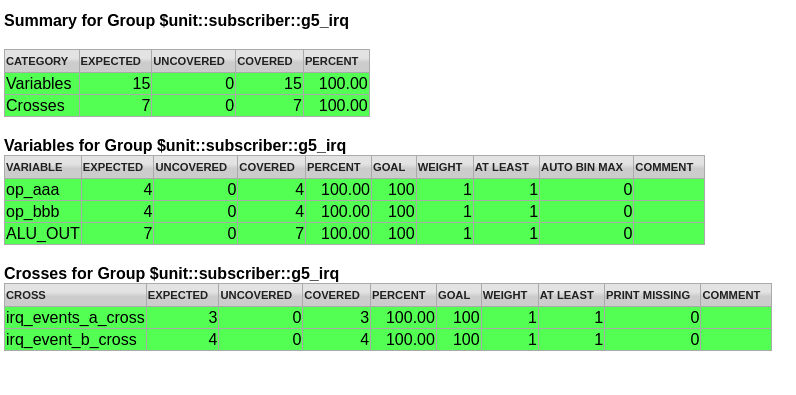 Summary for Group $unit::subscriber::g5_irq
CATEGORY EXPECTED UNCOVERED COVERED PERCENT
Variables 15 0 15 100.00
Crosses 7 0 7 100.00
Variables for Group $unit::subscriber::g5_irq
VARIABLE EXPECTED UNCOVERED COVERED PERCENT GOAL WEIGHT AT LEAST AUTO BIN MAX COMMENT
op_aaa 4 0 4 100.00 100 1 1 0
op_bbb 4 0 4 100.00 100 1 1 0
ALU_OUT 7 0 7 100.00 100 1 1 0
Crosses for Group $unit::subscriber::g5_irq
CROSS EXPECTED UNCOVERED COVERED PERCENT GOAL WEIGHT AT LEAST PRINT MISSING COMMENT
irq_events_a_cross 3 0 3 100.00 100 1 1 0
irq_event_b_cross 4 0 4 100.00 100 1 1 0